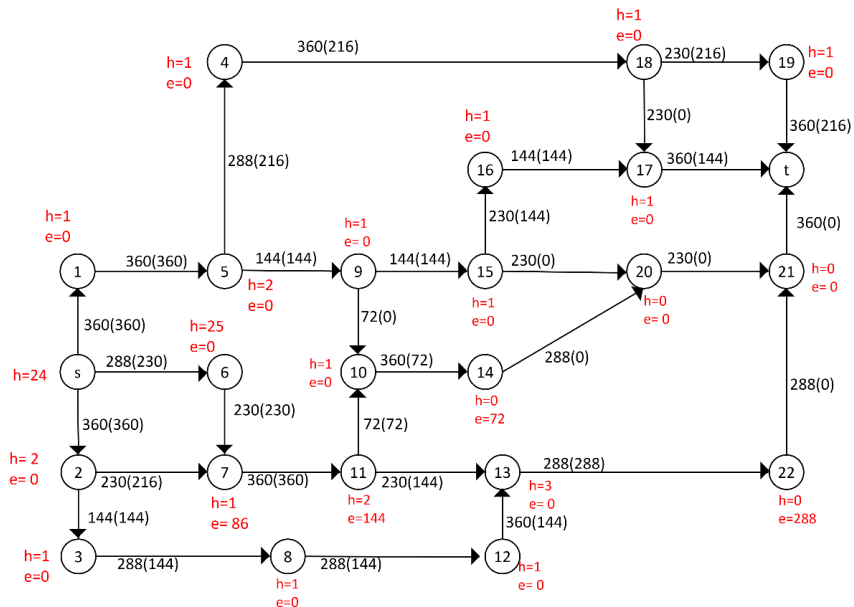 h=1
e=0
360(216)
h=1
e=0
4
18
230(216)
19
h=1
e=0
230(0)
360(216)
h=1
e=0
288(216)
16
144(144)
17
360(144)
t
h=1
e=0
h=1
e=0
230(144)
360(0)
h=1
e= 0
1
360(360)
5
144(144)
9
144(144)
15
230(0)
20
230(0)
21
h=0
e= 0
h=2
e=0
h=1
e=0
h=0
e= 0
360(360)
72(0)
h=25
e=0
h=24
s
288(230)
6
h=1
e=0
10
360(72)
14
288(0)
h=0
e=72
288(0)
360(360)
230(230)
72(72)
h= 2
e= 0
2
230(216)
7
360(360)
11
230(144)
13
288(288)
22
h=1
e= 86
h=2
e=144
h=3
e= 0
h=0
e=288
144(144)
360(144)
h=1
e=0
3
288(144)
8
288(144)
12
h=1
e=0
h=1
e= 0